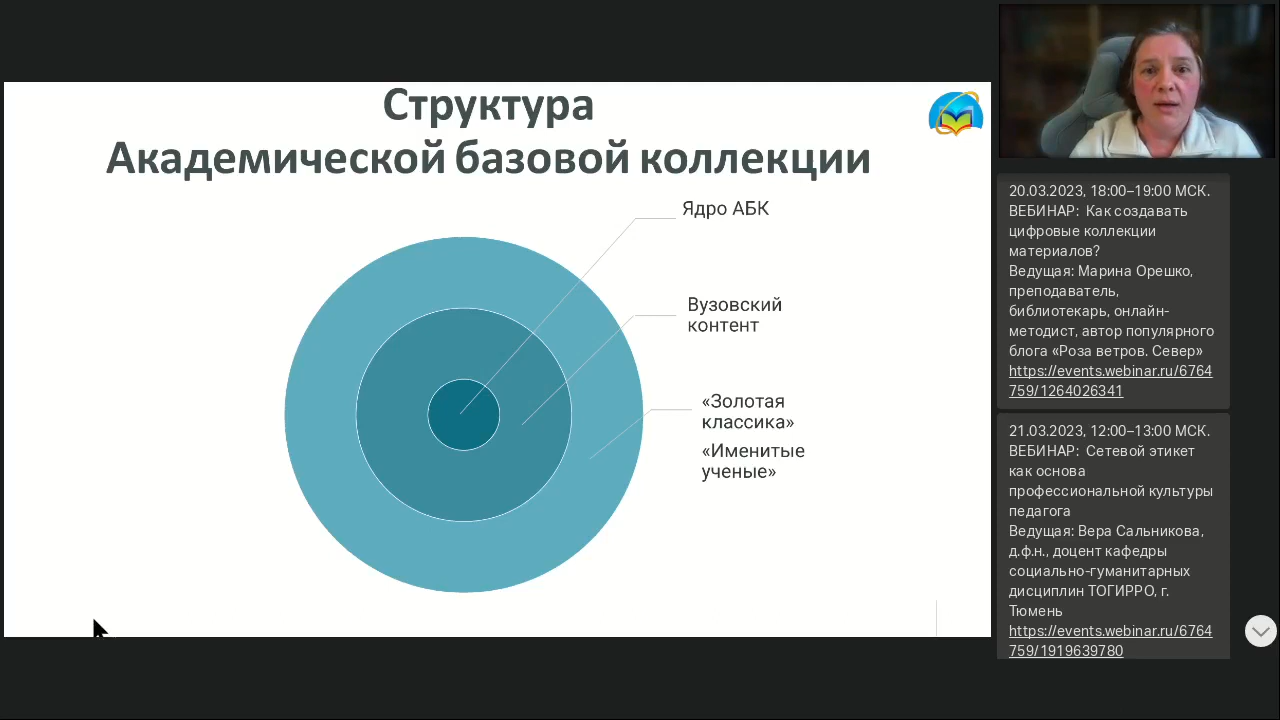 Структура
Академической базовой коллекции
Ядро АБК
Вузовский
контент
«Золотая
классика»
«Именитые
ученые»
20.03.2023, 18:00–19:00 МСК.
ВЕБИНАР: Как создавать
цифровые коллекции
материалов?
Ведущая: Марина Орешко,
преподаватель,
библиотекарь, онлайн-
методист, автор популярного
блога «Роза ветров. Север»
https://events.webinar.ru/6764
759/1264026341
21.03.2023, 12:00–13:00 МСК.
ВЕБИНАР: Сетевой этикет
как основа
профессиональной культуры
педагога
Ведущая: Вера Сальникова,
д.ф.н., доцент кафедры
социально-гуманитарных
дисциплин ТОГИРРО, г.
Тюмень
https://events.webinar.ru/6764
759/1919639780